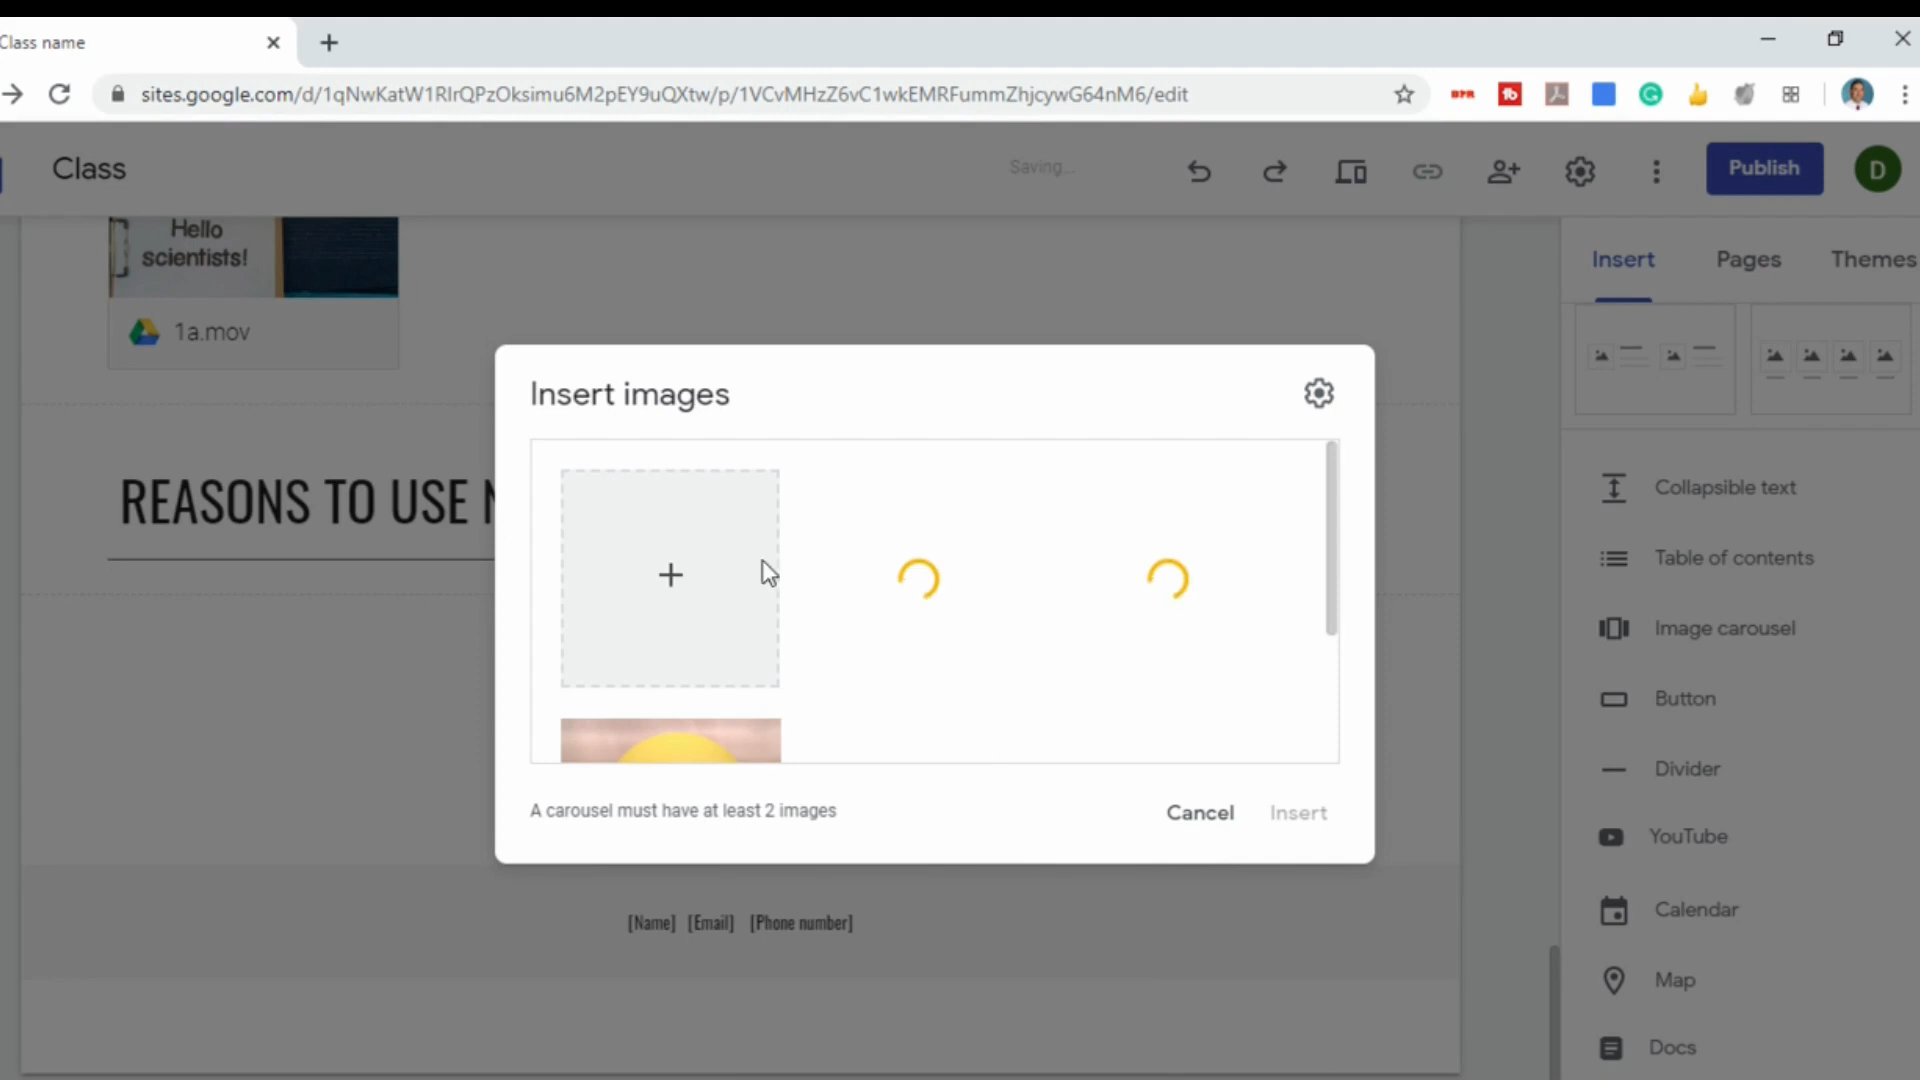 Class name
sites.google.com/d/1qNwKatW1RlrQPzOksimu6M2pEY9uQXtw/p/1VCvMHzZ6vC1wkEMRFummZhjcywG64nM6/edit
Class
Saving...
Publish
D
Hello
scientists!
1a.mov
Insert
Pages
Themes
Insert images
REASONS TO USE
Collapsible text
Table of contents
Image carousel
Button
Divider
YouTube
Calendar
Map
Docs
A carousel must have at least 2 images
Cancel
Insert
[Name] [Email] [Phone number]